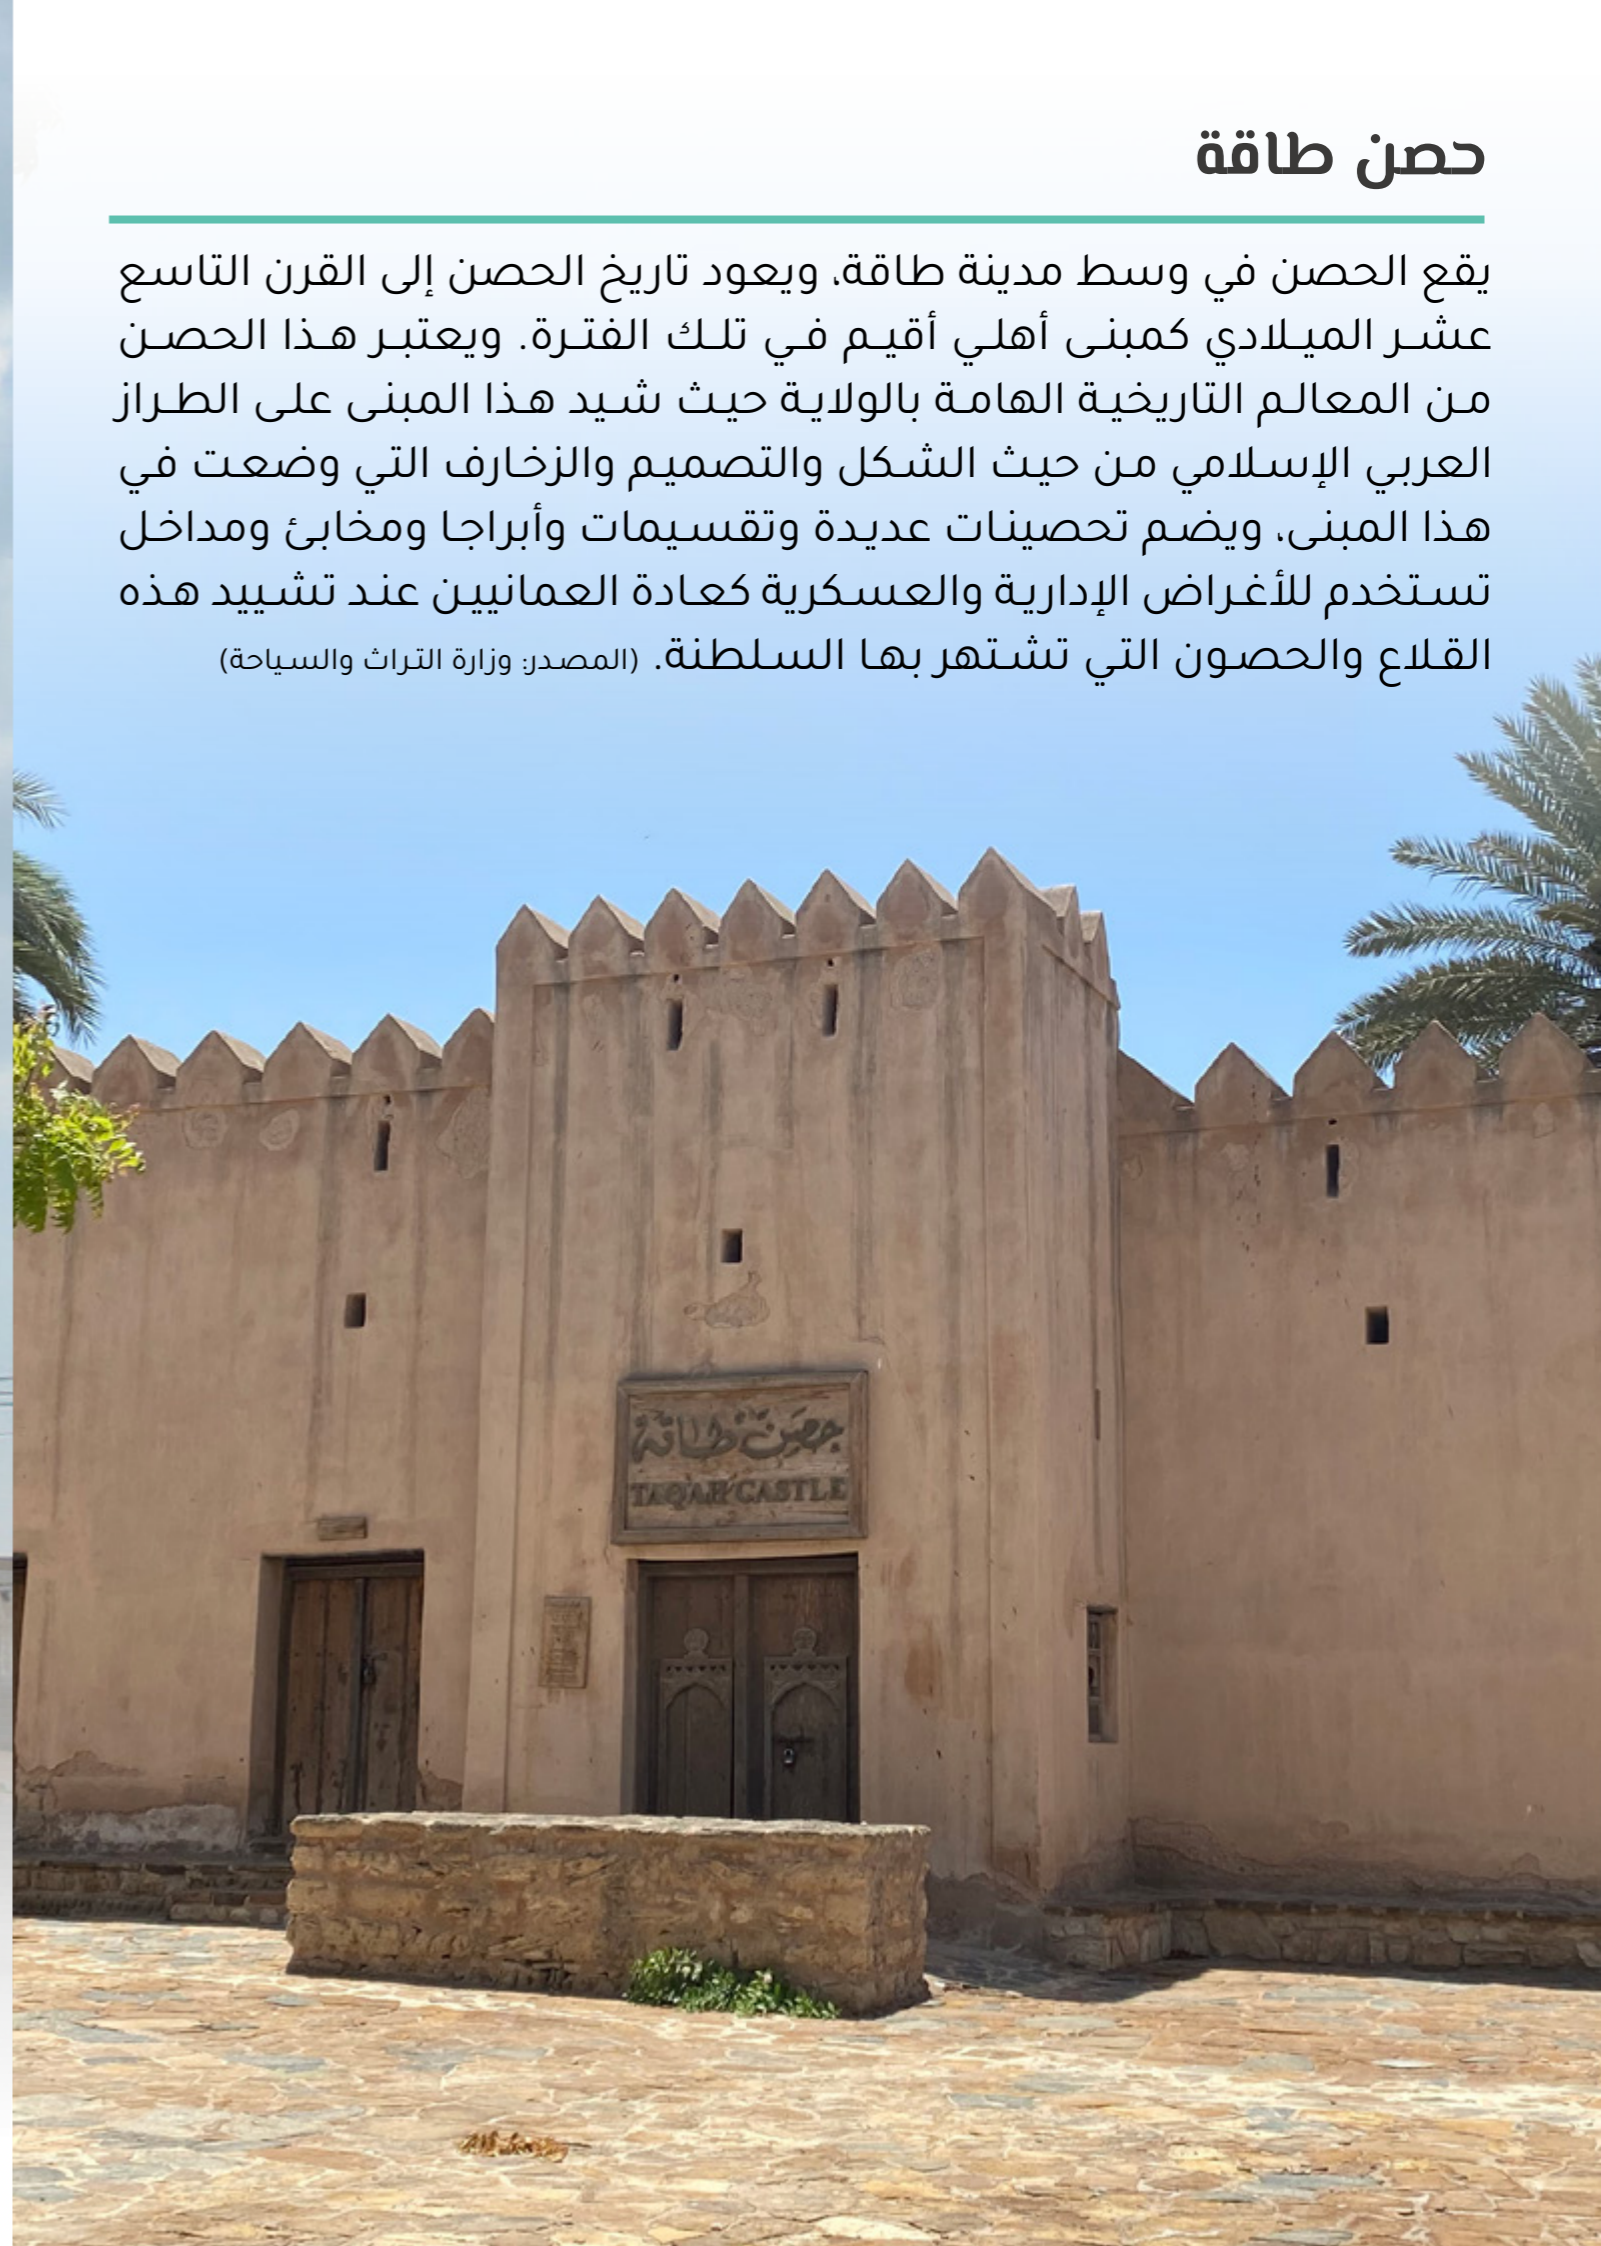 حصن طاقة
يقع الحصن في وسط مدينة طاقة، ويعود تاريخ الحصن إلى القرن التاسع
عشر الميلادي كمبنى أهلي أقيم في تلك الفترة. ويعتبر هذا الحصن
من المعالم التاريخية الهامة بالولاية حيث شيد هذا المبنى على الطراز
العربي الإسلامي من حيث الشكل والتصميم والزخارف التي وضعت في
هذا المبنى، ويضم تحصينات عديدة وتقسيمات وأبراجا ومخابئ ومداخل
تستخدم للأغراض الإدارية والعسكرية كعادة العمانيين عند تشييد هذه
القلاع والحصون التي تشتهر بها السلطنة. (المصدر: وزارة التراث والسياحة)
حصن طاقة
TAQAH CASTLE